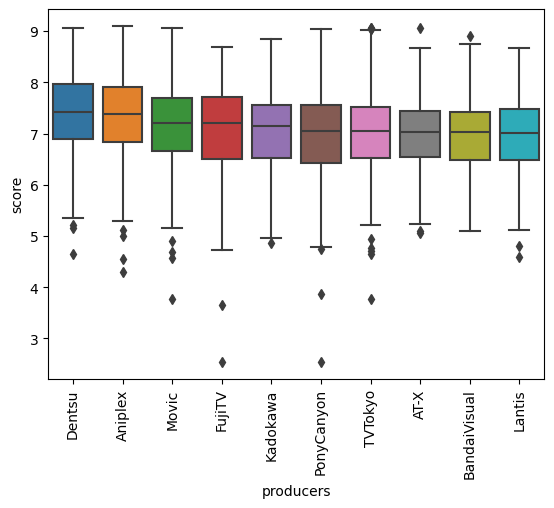 9
8
7
6
5
4
3
score
Dentsu
Aniplex
Movic
FujiTV
Kadokawa
PonyCanyon
TVTokyo
AT-X
BandaiVisual
Lantis
producers